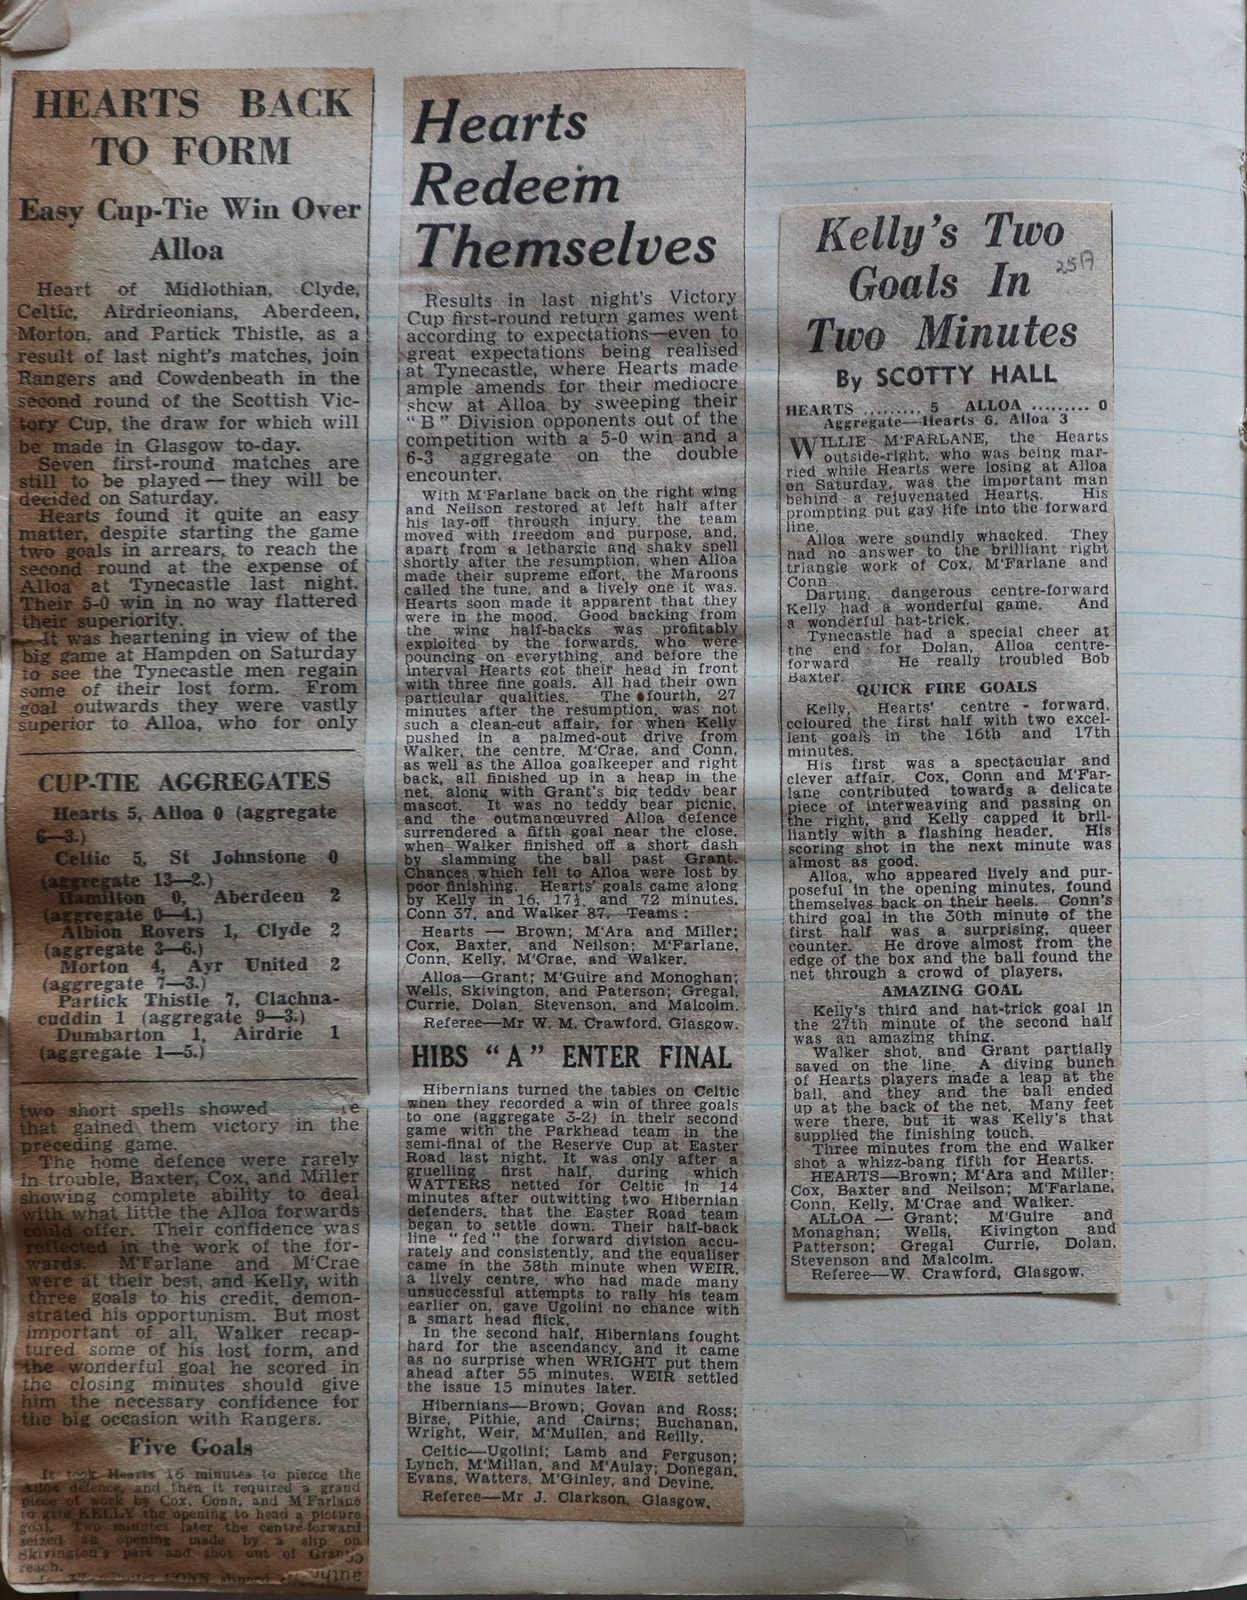 HEARTS BACK
TO FORM
Easy Cup-Tie Win Over
Alloa
Heart of Midlothian, Clyde,
Celtic, Airdrieonians, Aberdeen,
Morton, and Partick Thistle, as a
result of last night's matches, join
Rangers and Cowdenbeath in the
second round of the Scottish Vic-
tory Cup, the draw for which will
be made in Glasgow to-day.
Seven first-round matches are
still to be played—they will be
decided on Saturday.
Hearts found it quite an easy
matter, despite starting the game
two goals in arrears, to reach the
second round at the expense of
Alloa at Tynecastle last night.
Their 5-0 win in no way flattered
their superiority.
It was heartening in view of the
big game at Hampden on Saturday
to see the Tynecastle men regain
some of their lost form. From
goal outwards they were vastly
superior to Alloa, who for only
CUP-TIE AGGREGATES
Hearts 5, Alloa 0 (aggregate
6—3.)
Celtic 5, St Johnstone 0
(aggregate 13—2.)
Hamilton 0, Aberdeen 2
(aggregate 0—4.)
Albion Rovers 1, Clyde 2
(aggregate 3—6.)
Morton 4, Ayr United 2
(aggregate 7—3.)
Partick Thistle 7, Clachna-
cuddin 1 (aggregate 9—3.)
Dumbarton 1, Airdrie 1
(aggregate 1—5.)
two short spells showed
that gained them victory in the
preceding game.
The home defence were rarely
in trouble, Baxter, Cox, and Miller
showing complete ability to deal
with what little the Alloa forwards
could offer. Their confidence was
reflected in the work of the for-
wards. M'Farlane and M'Crae
were at their best, and Kelly, with
three goals to his credit, demon-
strated his opportunism. But most
important of all, Walker recap-
tured some of his lost form, and
the wonderful goal he scored in
the closing minutes should give
him the necessary confidence for
the big occasion with Rangers.
Five Goals
It took Hearts 16 minutes to pierce the
Alloa defence, and then it required a grand
piece of work by Cox, Conn, and M'Farlane
to give KELLY the opening to head a picture
goal. Two minutes later the centre-forward
seized an opening made by a slip on
Skivington's part and shot out of Grant's
reach.
CONN
Hearts
Redeem
Themselves
Results in last night's Victory
Cup first-round return games went
according to expectations—even to
great expectations being realised
at Tynecastle, where Hearts made
ample amends for their mediocre
show at Alloa by sweeping their
"B" Division opponents out of the
competition with a 5-0 win and a
6-3 aggregate on the double
encounter.
With M'Farlane back on the right wing
and Neilson restored at left half after
his lay-off through injury, the team
moved with freedom and purpose, and,
apart from a lethargic and shaky spell
shortly after the resumption, when Alloa
made their supreme effort, the Maroons
called the tune, and a lively one it was.
Hearts soon made it apparent that they
were in the mood. Good backing from
the wing half-backs was profitably
exploited by the forwards, who were
pouncing on everything, and before the
interval Hearts got their head in front
with three fine goals. All had their own
particular qualities. The fourth, 27
minutes after the resumption, was not
such a clean-cut affair, for when Kelly
pushed in a palmed-out drive from
Walker, the centre, M'Crae, and Conn,
as well as the Alloa goalkeeper and right
back, all finished up in a heap in the
net, along with Grant's big teddy bear
mascot. It was no teddy bear picnic,
and the outmanœuvred Alloa defence
surrendered a fifth goal near the close,
when Walker finished off a short dash
by slamming the ball past Grant.
Chances which fell to Alloa were lost by
poor finishing. Hearts' goals came along
by Kelly in 16, 17½, and 72 minutes,
Conn 37, and Walker 87. Teams:
Hearts — Brown; M'Ara and Miller;
Cox, Baxter, and Neilson; M'Farlane,
Conn, Kelly, M'Crae, and Walker.
Alloa—Grant; M'Guire and Monoghan;
Wells, Skivington, and Paterson; Gregal,
Currie, Dolan, Stevenson, and Malcolm.
Referee—Mr W. M. Crawford, Glasgow.
HIBS "A" ENTER FINAL
Hibernians turned the tables on Celtic
when they recorded a win of three goals
to one (aggregate 3-2) in their second
game with the Parkhead team in the
semi-final of the Reserve Cup at Easter
Road last night. It was only after a
gruelling first half, during which
WATTERS netted for Celtic in 14
minutes after outwitting two Hibernian
defenders, that the Easter Road team
began to settle down. Their half-back
line "fed" the forward division accu-
rately and consistently, and the equaliser
came in the 38th minute when WEIR,
a lively centre, who had made many
unsuccessful attempts to rally his team
earlier on, gave Ugolini no chance with
a smart head flick.
In the second half, Hibernians fought
hard for the ascendancy, and it came
as no surprise when WRIGHT put them
ahead after 55 minutes. WEIR settled
the issue 15 minutes later.
Hibernians—Brown; Govan and Ross;
Birse, Pithie, and Cairns; Buchanan,
Wright, Weir, M'Mullen, and Reilly.
Celtic—Ugolini; Lamb and Ferguson;
Lynch, M'Millan, and M'Aulay; Donegan,
Evans, Watters, M'Ginley, and Devine.
Referee—Mr J. Clarkson, Glasgow.
Kelly's Two
Goals In
Two Minutes
By SCOTTY HALL
HEARTS ......... 5 ALLOA ......... 0
Aggregate—Hearts 6, Alloa 3
WILLIE M'FARLANE, the Hearts
outside-right, who was being mar-
ried while Hearts were losing at Alloa
on Saturday, was the important man
behind a rejuvenated Hearts. His
prompting put gay life into the forward
line.
Alloa were soundly whacked. They
had no answer to the brilliant right
triangle work of Cox, M'Farlane and
Conn
Darting, dangerous centre-forward
Kelly had a wonderful game. And
a wonderful hat-trick.
Tynecastle had a special cheer at
the end for Dolan, Alloa centre-
forward He really troubled Bob
Baxter.
QUICK FIRE GOALS
Kelly, Hearts' centre - forward,
coloured the first half with two excel-
lent goals in the 16th and 17th
minutes.
His first was a spectacular and
clever affair. Cox, Conn and M'Far-
lane contributed towards a delicate
piece of interweaving and passing on
the right, and Kelly capped it bril-
liantly with a flashing header. His
scoring shot in the next minute was
almost as good.
Alloa, who appeared lively and pur-
poseful in the opening minutes, found
themselves back on their heels. Conn's
third goal in the 30th minute of the
first half was a surprising, queer
counter. He drove almost from the
edge of the box and the ball found the
net through a crowd of players.
AMAZING GOAL
Kelly's third and hat-trick goal in
the 27th minute of the second half
was an amazing thing.
Walker shot, and Grant partially
saved on the line. A diving bunch
of Hearts players made a leap at the
ball, and they and the ball ended
up at the back of the net. Many feet
were there, but it was Kelly's that
supplied the finishing touch.
Three minutes from the end Walker
shot a whizz-bang fifth for Hearts.
HEARTS—Brown; M'Ara and Miller;
Cox, Baxter and Neilson; M'Farlane,
Conn, Kelly, M'Crae and Walker.
ALLOA — Grant; M'Guire and
Monaghan; Wells, Kivington and
Patterson; Gregal Currie, Dolan,
Stevenson and Malcolm.
Referee—W. Crawford, Glasgow.